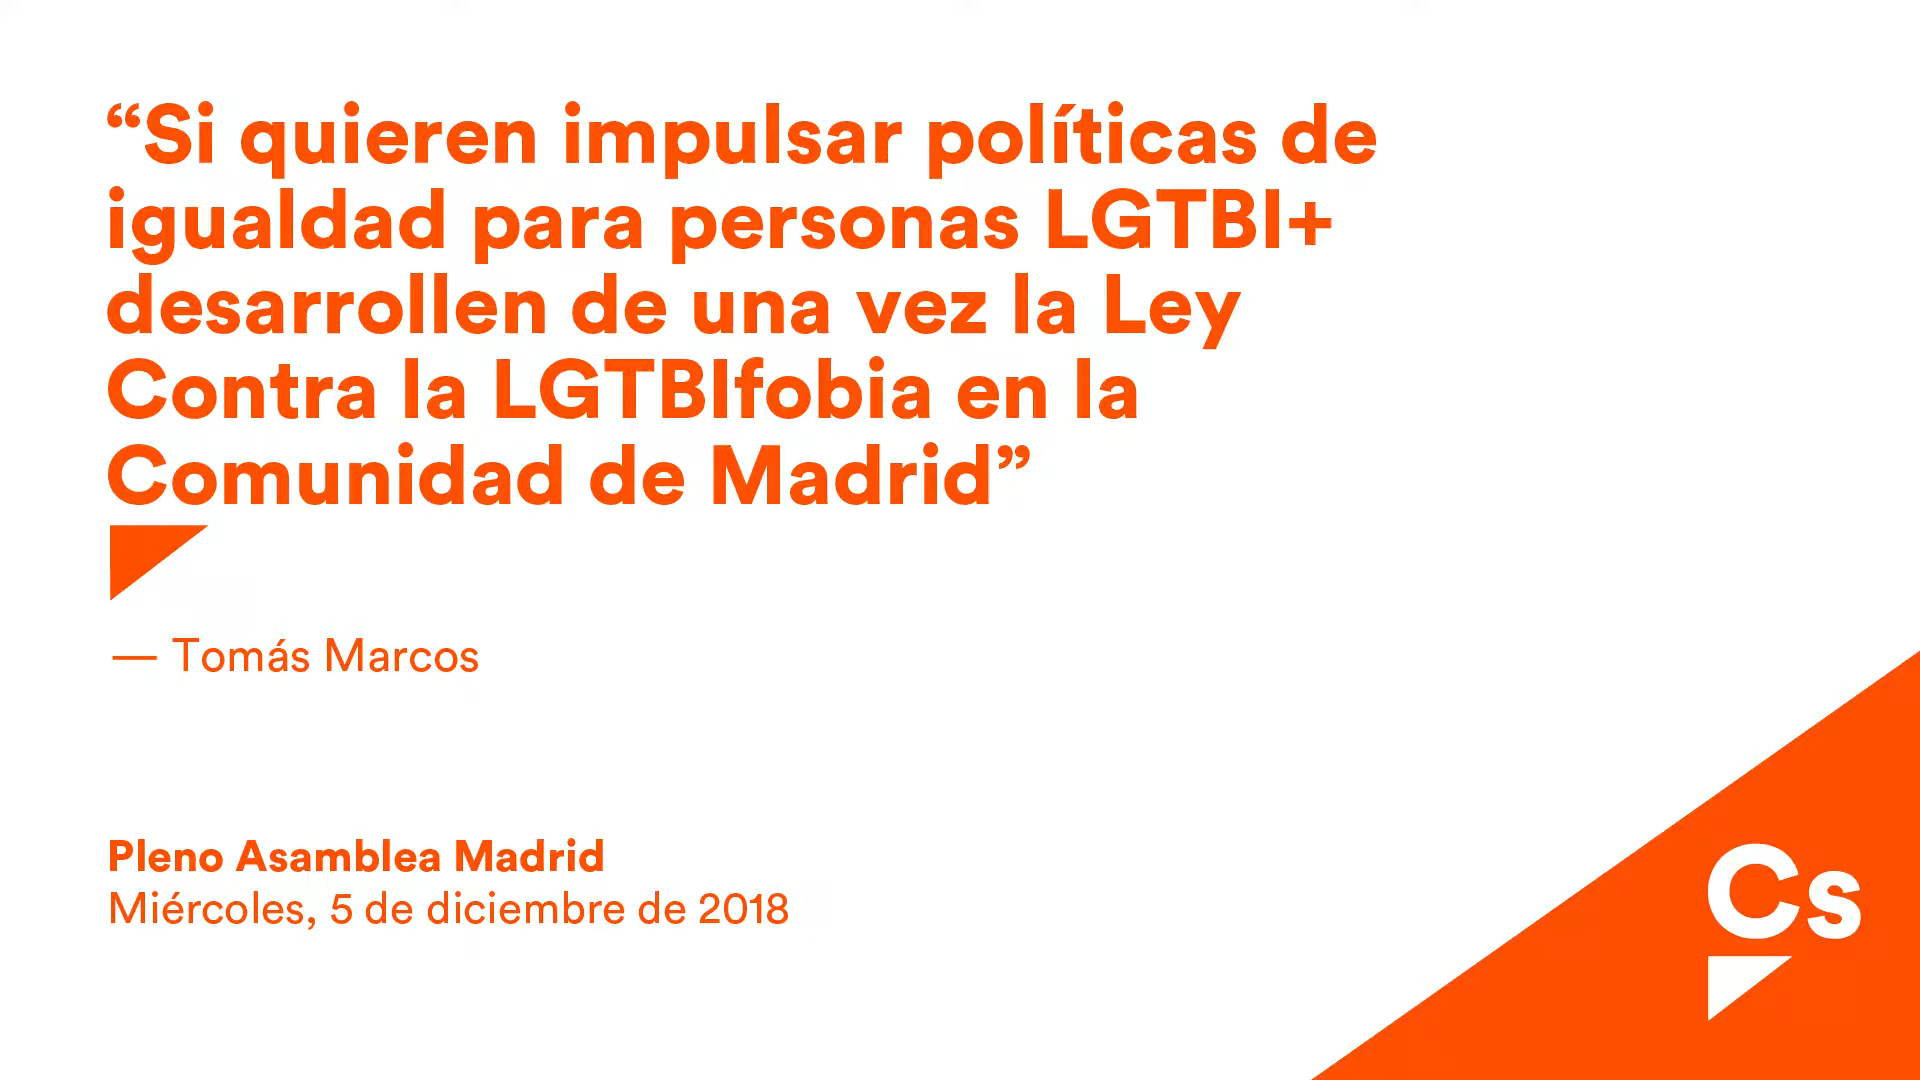 “Si quieren impulsar políticas de
igualdad para personas LGTBI+
desarrollen de una vez la Ley
Contra la LGTBIfobia en la
Comunidad de Madrid”
— Tomás Marcos
Pleno Asamblea Madrid
Miércoles, 5 de diciembre de 2018
Cs